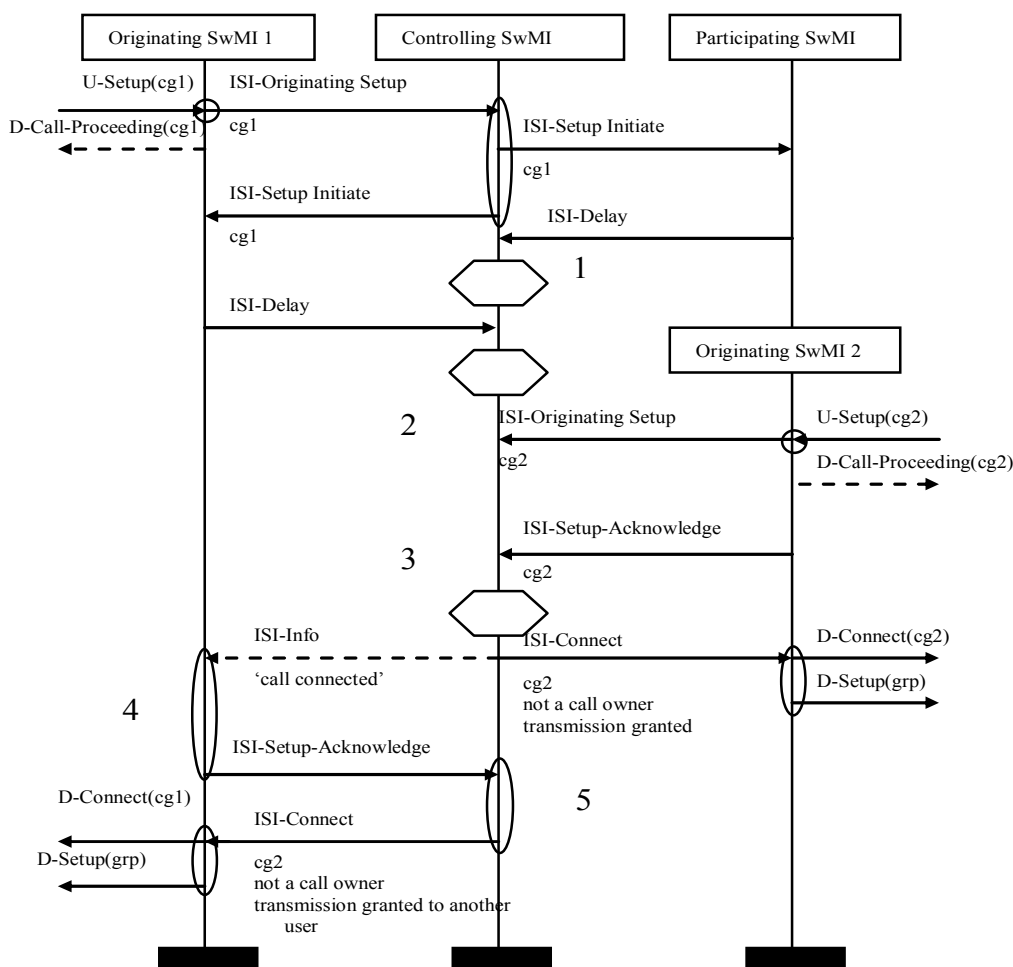 Originating SwMI 1
Controlling SwMI
Participating SwMI
U-Setup(cg1)
ISI-Originating Setup
D-Call-Proceeding(cg1)
cg1
ISI-Setup Initiate
cg1
ISI-Setup Initiate
cg1
ISI-Delay
1
ISI-Delay
Originating SwMI 2
2
ISI-Originating Setup
U-Setup(cg2)
cg2
D-Call-Proceeding(cg2)
ISI-Setup-Acknowledge
3
cg2
ISI-Info
ISI-Connect
D-Connect(cg2)
‘call connected’
cg2
not a call owner
transmission granted
D-Setup(grp)
4
ISI-Setup-Acknowledge
D-Connect(cg1)
5
ISI-Connect
D-Setup(grp)
cg2
not a call owner
transmission granted to another
user